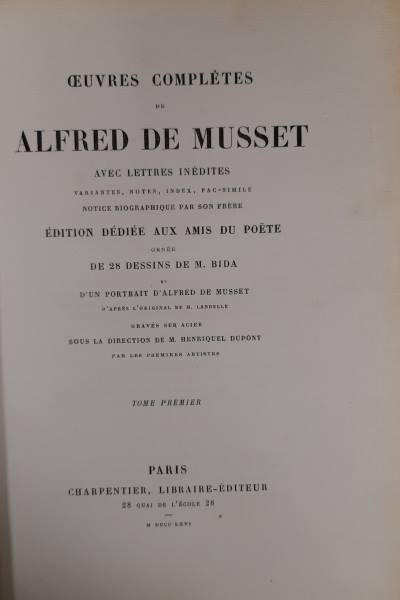 ŒUVRES COMPLÈTES
DE
ALFRED DE MUSSET
AVEC LETTRES INÉDITES
VARIANTES, NOTES, INDEX, FAC-SIMILE
NOTICE BIOGRAPHIQUE PAR SON FRÈRE
ÉDITION DÉDIÉE AUX AMIS DU POËTE
ORNÉE
DE 28 DESSINS DE M. BIDA
ET
D'UN PORTRAIT D'ALFRED DE MUSSET
D'APRÈS L'ORIGINAL DE M. LANDELLE
GRAVÉS SUR ACIER
SOUS LA DIRECTION DE M. HENRIQUEL DUPONT
PAR LES PREMIERS ARTISTES
TOME PREMIER
PARIS
CHARPENTIER, LIBRAIRE-ÉDITEUR
28 QUAI DE L'ÉCOLE 28
M DCCC LXVI